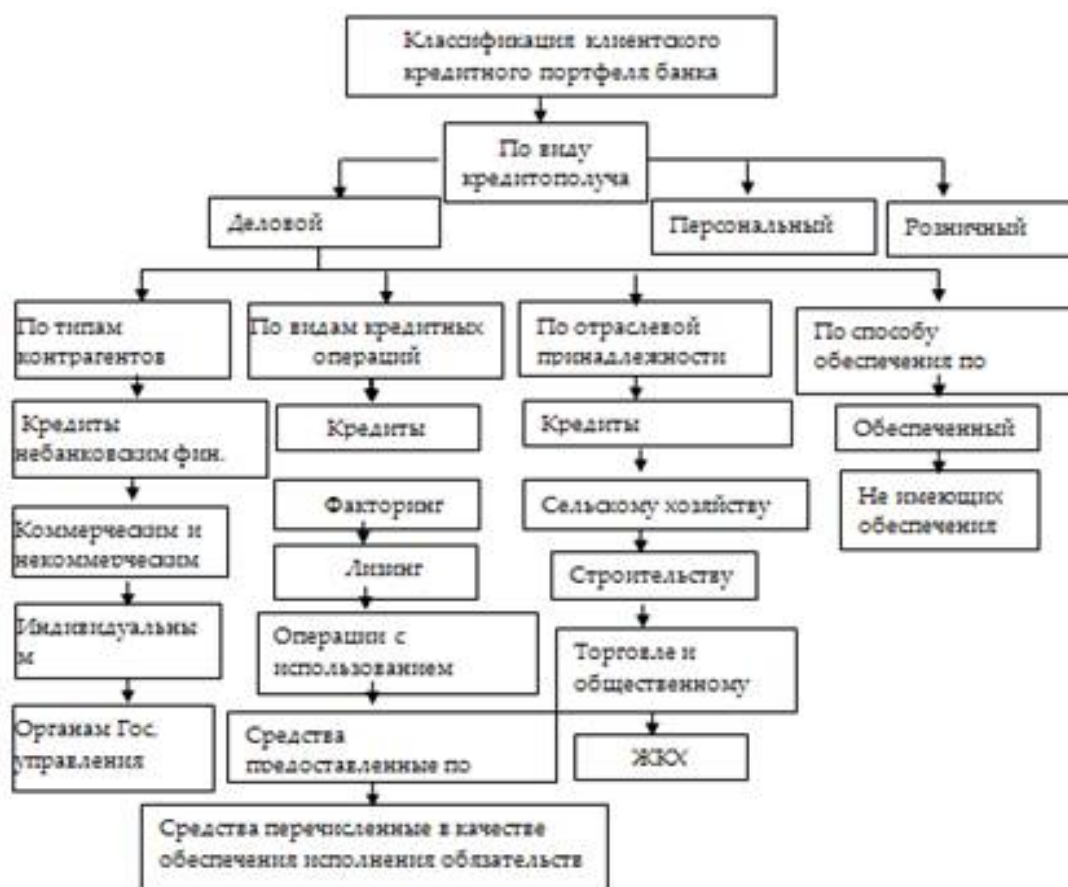 Классификация клиентского
кредитного портфеля банка
По виду
кредитополуча
Деловой
Персональный
Розничный
По типам
контрагентов
По видам кредитных
операций
По отраслевой
принадлежности
По способу
обеспечения по
Кредиты
небанковским фин.
Кредиты
Кредиты
Обеспеченный
Коммерческим и
некоммерческим
Факторинг
Сельскому хозяйству
Не имеющих
обеспечения
Лизинг
Строительству
Индивидуальны
м
Операции с
использованием
Торговле и
общественному
Органам Гос.
управления
Средства
предоставленные по
ЖКХ
Средства перечисленные в качестве
обеспечения исполнения обязательств